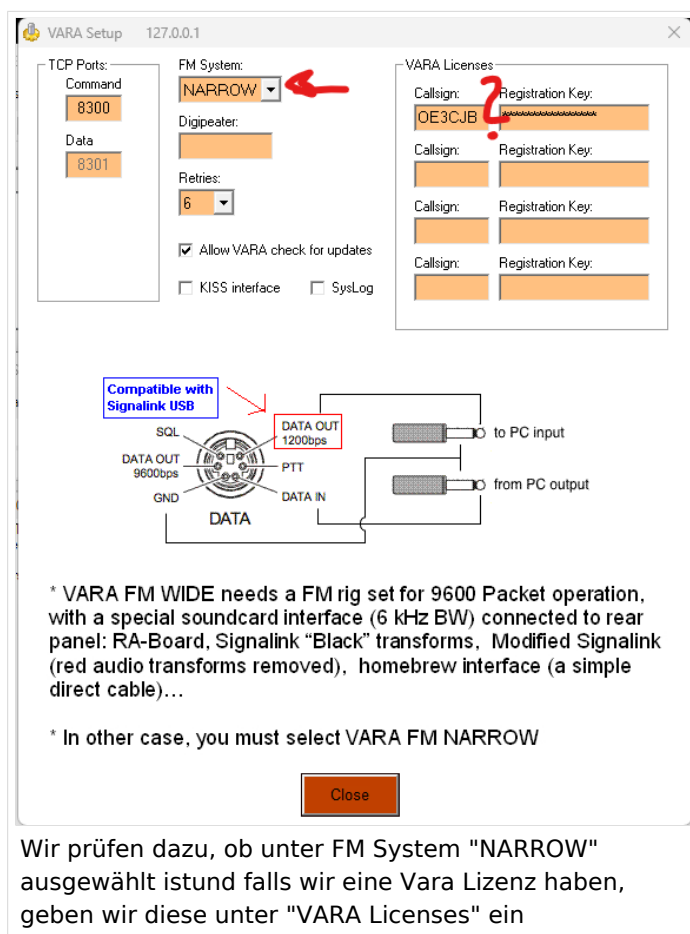 VARA Setup 127.0.0.1
TCP Ports:
Command
8300
Data
8301
FM System:
NARROW
Digipeater:
Retries:
6
Allow VARA check for updates
KISS interface
SysLog
VARA Licenses
Callsign: Registration Key:
OE3CJB ******************
?
Callsign: Registration Key:
Callsign: Registration Key:
Callsign: Registration Key:
Compatible with
Signalink USB
SQL
DATA OUT
1200bps
DATA OUT
9600bps
PTT
GND
DATA IN
DATA
to PC input
from PC output
* VARA FM WIDE needs a FM rig set for 9600 Packet operation,
with a special soundcard interface (6 kHz BW) connected to rear
panel: RA-Board, Signalink “Black” transforms, Modified Signalink
(red audio transforms removed), homebrew interface (a simple
direct cable)…
* In other case, you must select VARA FM NARROW
Close
Wir prüfen dazu, ob unter FM System "NARROW"
ausgewählt istund falls wir eine Vara Lizenz haben,
geben wir diese unter "VARA Licenses" ein